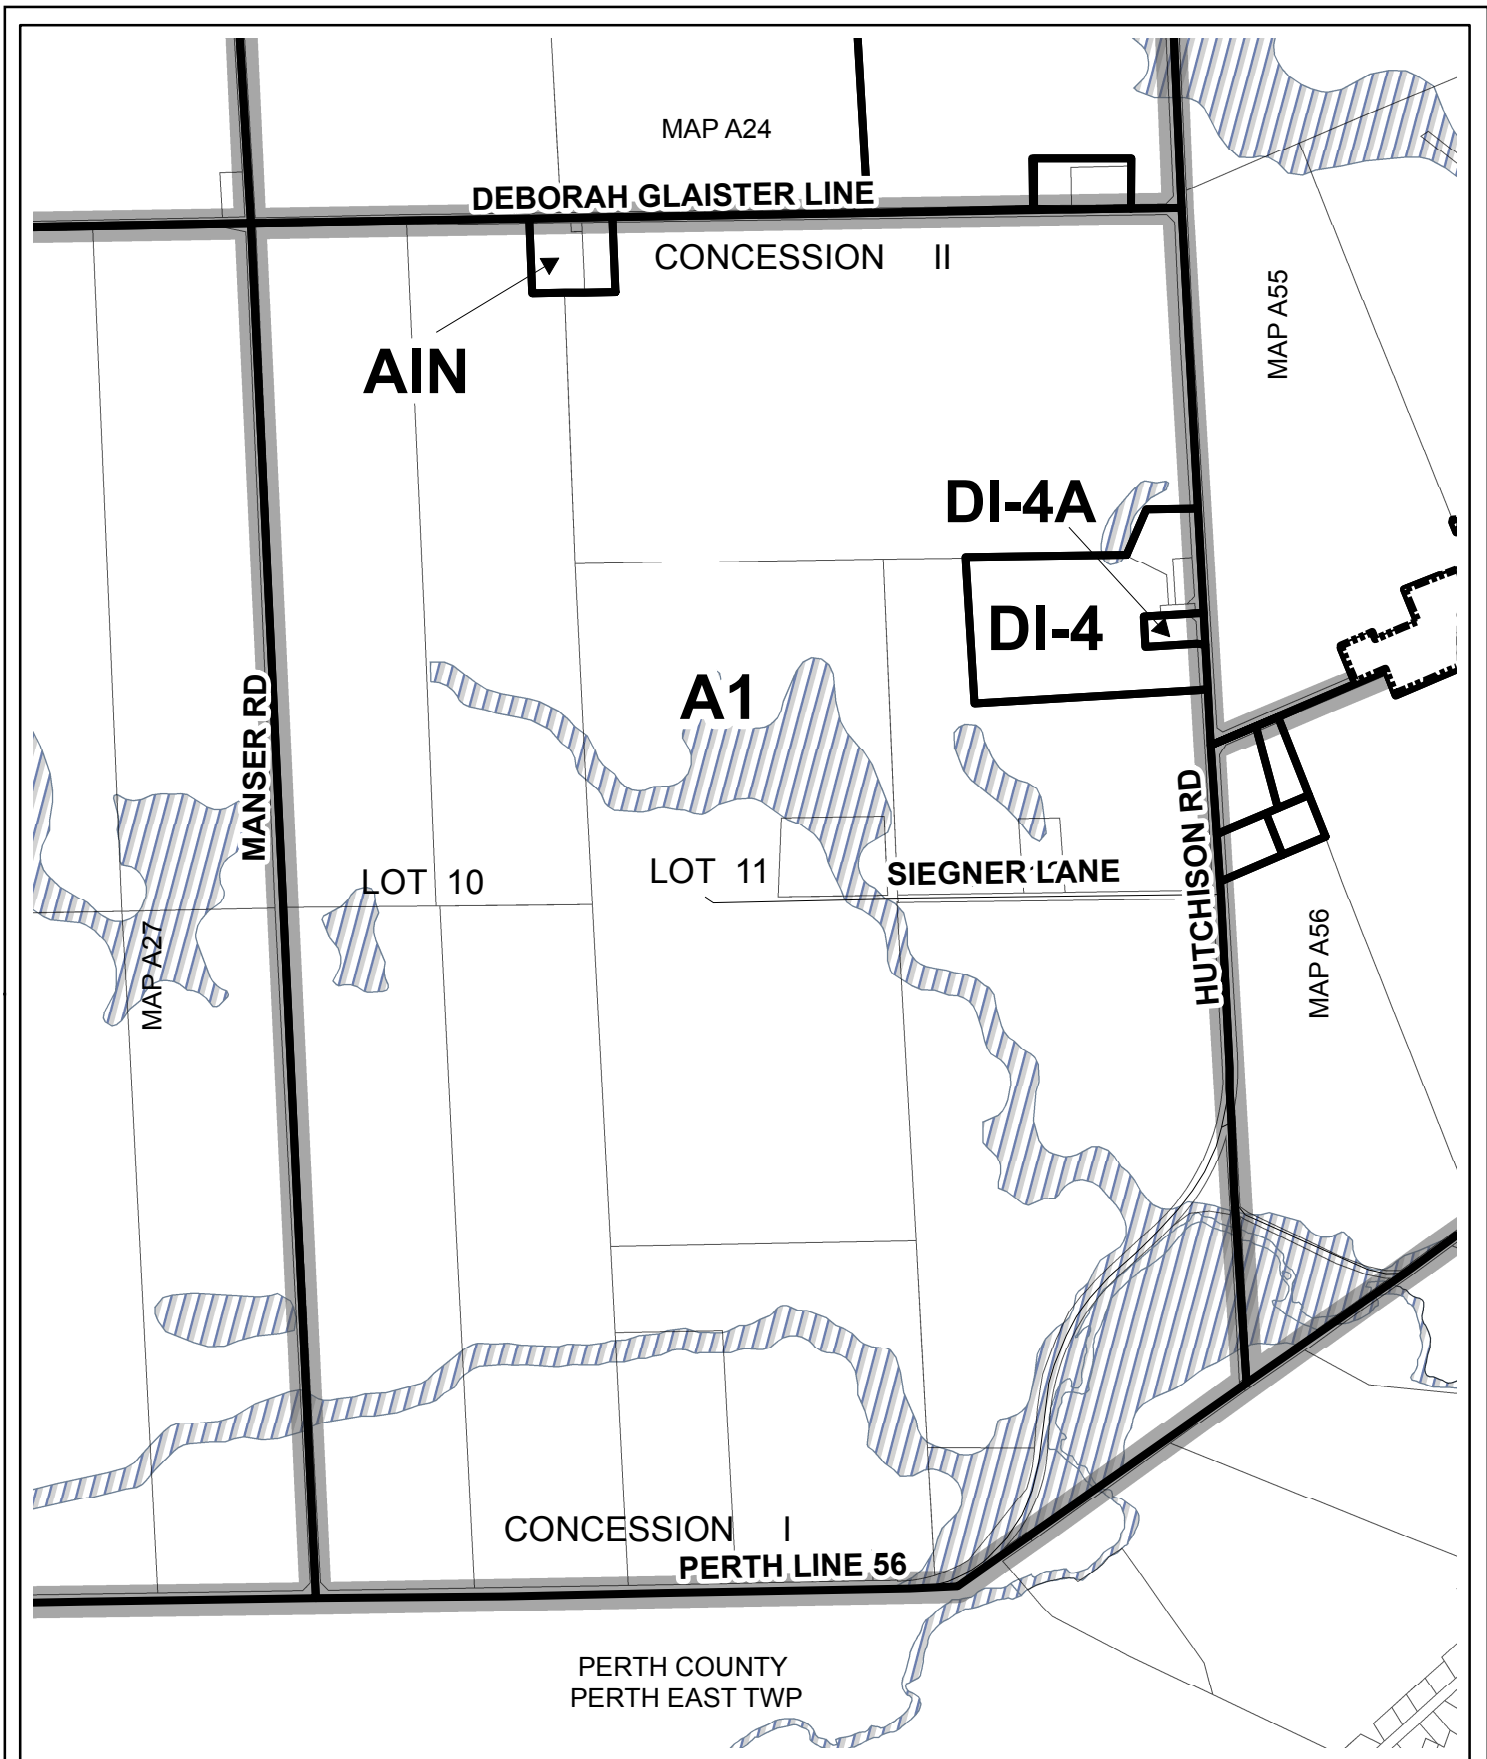 MAP A24
DEBORAH GLAISTER LINE
CONCESSION II
MAP A55
AIN
DI-4A
DI-4
A1
MANSER RD
HUTCHISON RD
LOT 10
LOT 11
SIEGNER LANE
MAP A27
MAP A56
CONCESSION I
PERTH LINE 56
PERTH COUNTY
PERTH EAST TWP